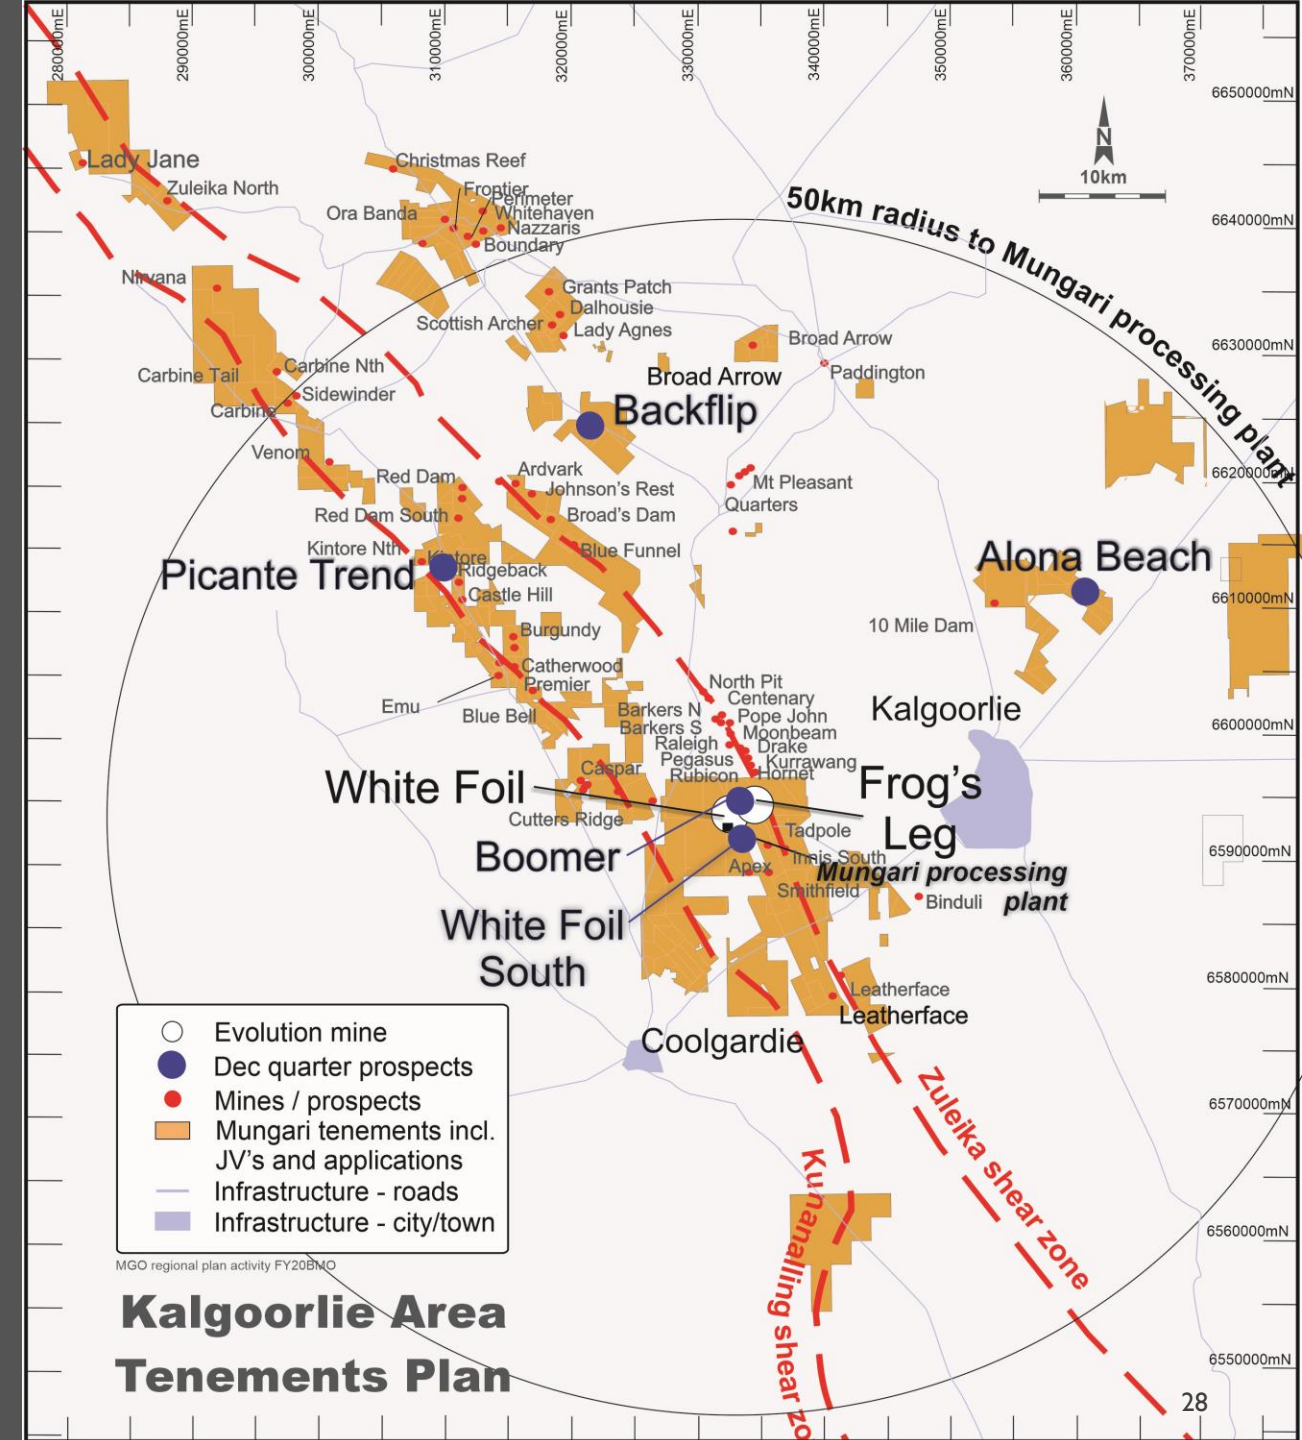 280000mE
290000mE
300000mE
310000mE
320000mE
330000mE
340000mE
350000mE
360000mE
370000mE
6650000mN
N
10km
Lady Jane
Zuleika North
Christmas Reef
Frontier
Perimeter
Ora Banda
Whitehaven
Nazzaris
Boundary
50km radius to Mungari processing plant
6640000mN
Nirvana
Grants Patch
Dalhousie
Scottish Archer
Lady Agnes
Broad Arrow
6630000mN
Carbine Nth
Carbine Tail
Broad Arrow
Paddington
Sidewinder
Carbine
Backflip
Venom
Red Dam
Ardvark
6620000mN
Johnson's Rest
Mt Pleasant
Quarters
Red Dam South
Broad's Dam
Kintore Nth
Kintore
Blue Funnel
Alona Beach
Picante Trend
Ridgeback
Castle Hill
6610000mN
Burgundy
10 Mile Dam
Catherwood
Premier
North Pit
Centenary
Emu
Blue Bell
Barkers N
Pope John
Kalgoorlie
Barkers S
Moonbeam
6600000mN
Raleigh
Drake
Pegasus
Kurrawang
Caspar
Rubicon
Hornet
White Foil
Frog's
Leg
Cutters Ridge
Tadpole
Boomer
Innis South
6590000mN
Apex
Mungari processing
plant
Smithfield
Binduli
White Foil
South
6580000mN
Leatherface
Leatherface
Coolgardie
Evolution mine
Dec quarter prospects
Mines / prospects
Mungari tenements incl.
JV's and applications
Infrastructure - roads
Infrastructure - city/town
6570000mN
Zuleika shear zone
Kunanalling shear zo
6560000mN
MGO regional plan activity FY20BMO
Kalgoorlie Area
Tenements Plan
6550000mN
28